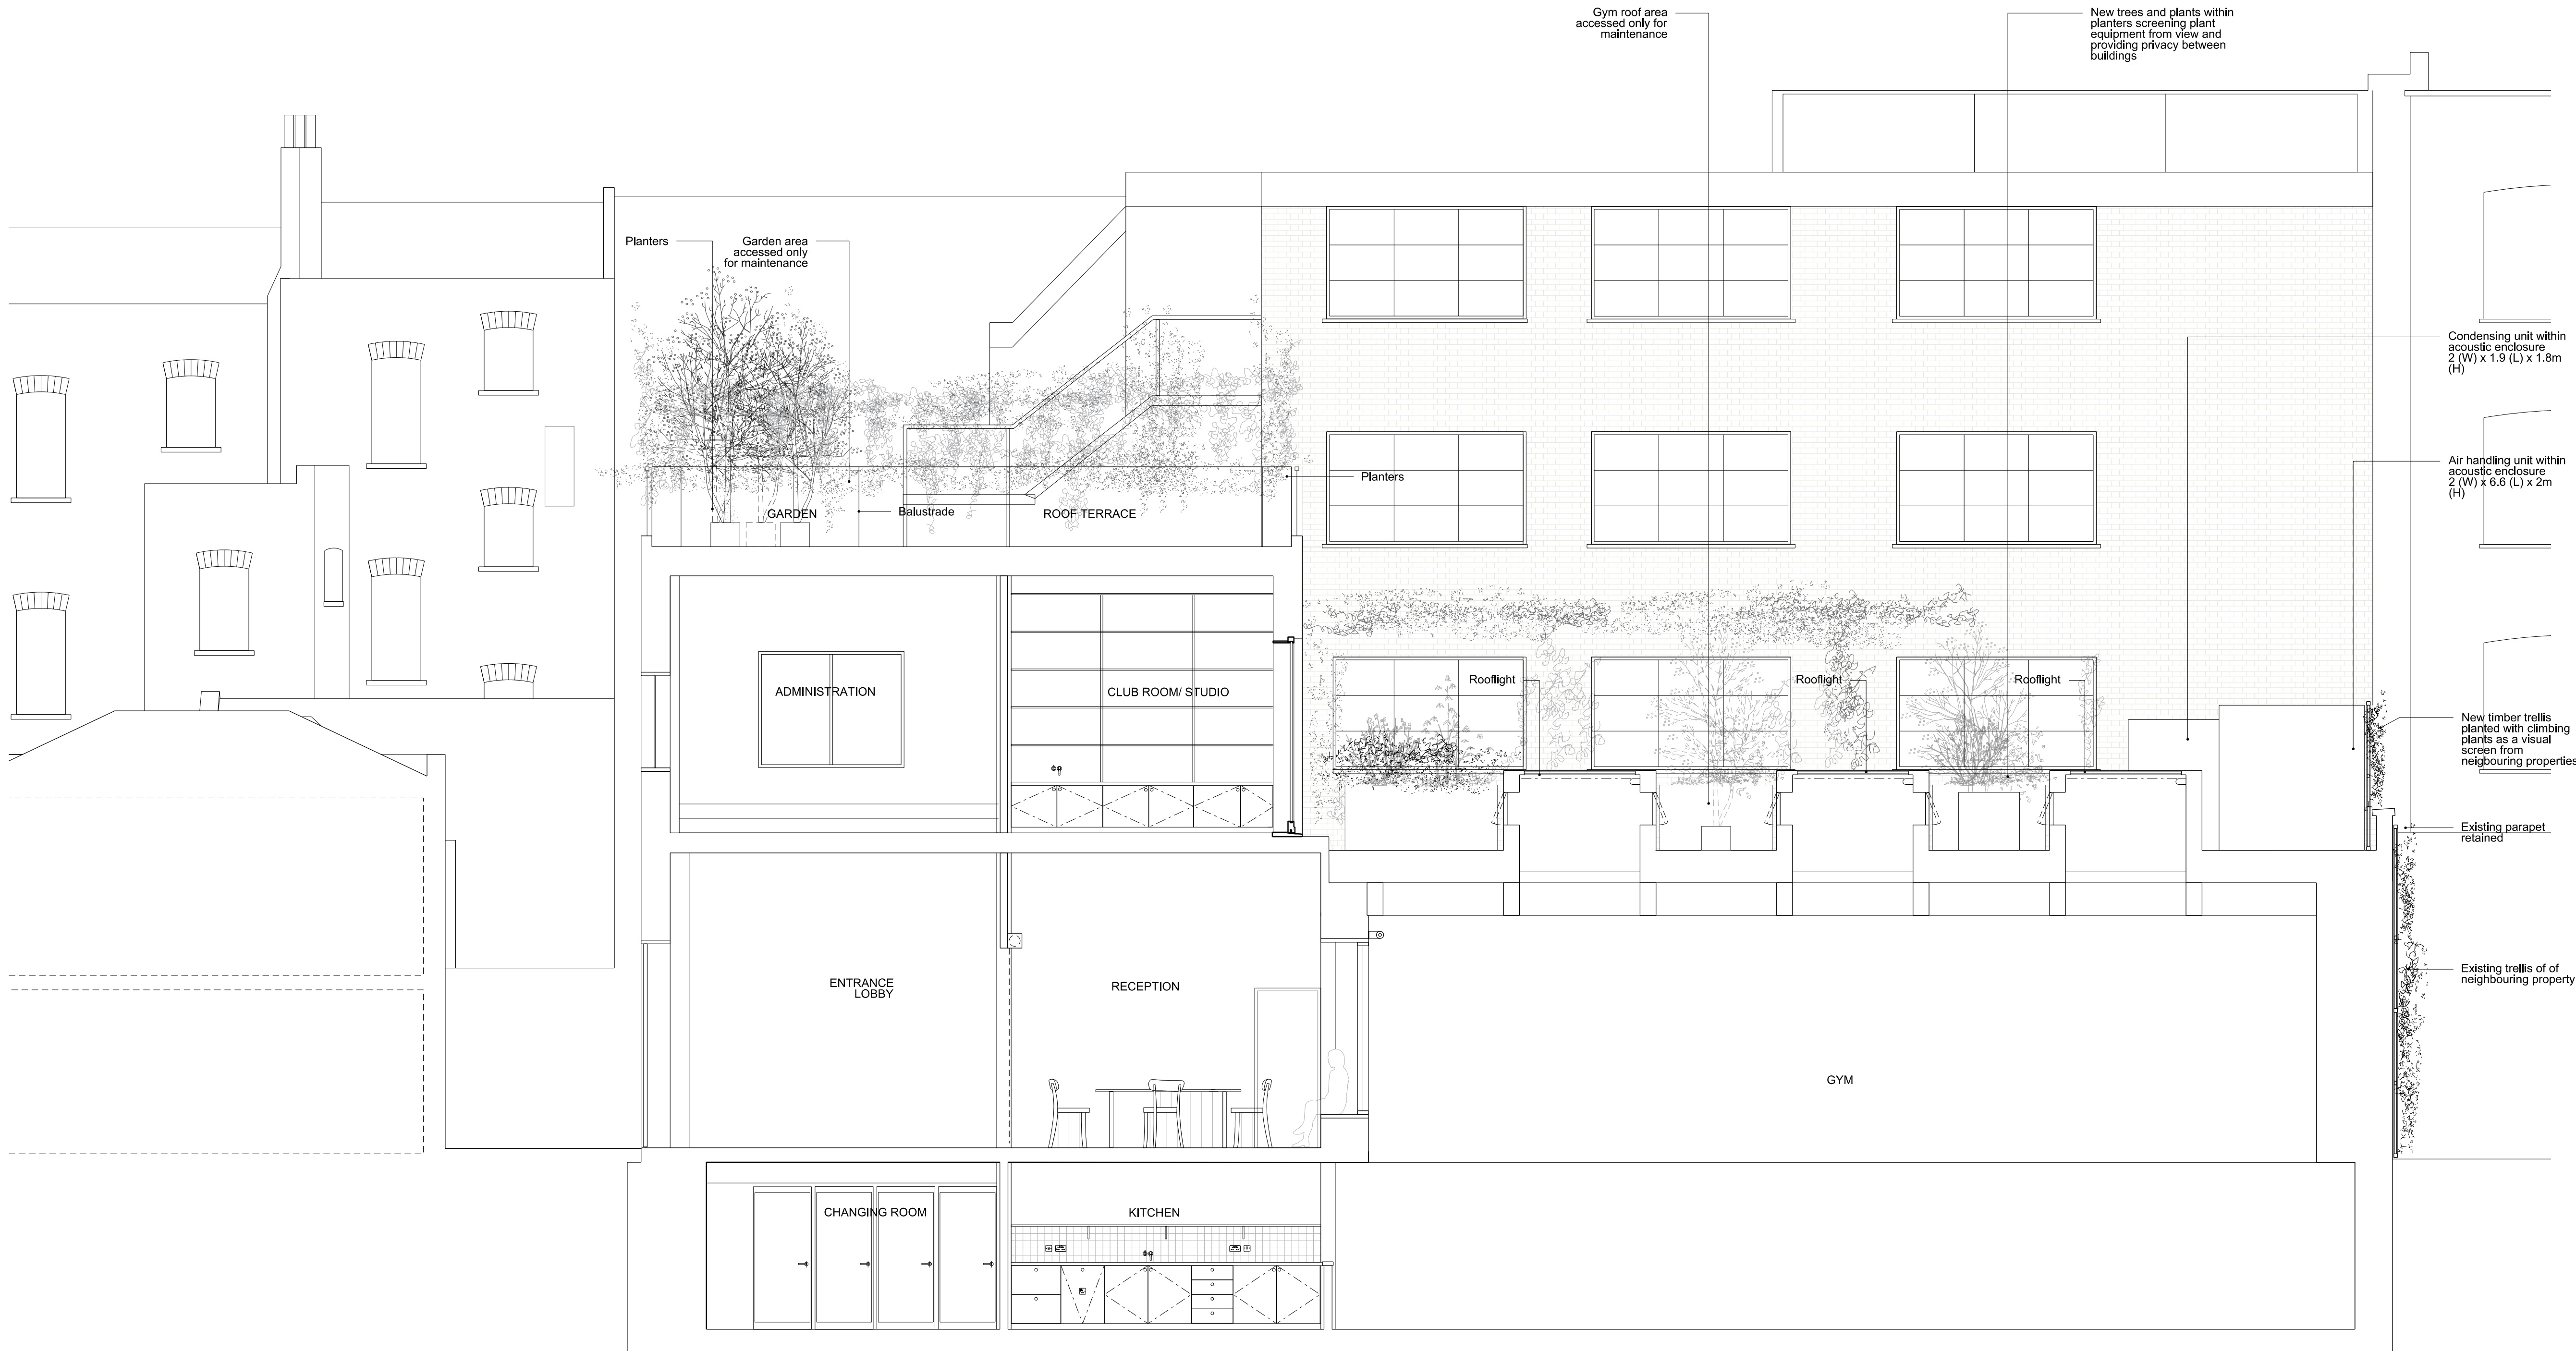 Gym roof area
accessed only for
maintenance
New trees and plants within
planters screening plant
equipment from view and
providing privacy between
buildings
Planters
Garden area
accessed only
for maintenance
Condensing unit within
acoustic enclosure
2 (W) x 1.9 (L) x 1.8m
(H)
Air handling unit within
acoustic enclosure
2 (W) x 6.6 (L) x 2m
(H)
Planters
GARDEN
Balustrade
ROOF TERRACE
ADMINISTRATION
CLUB ROOM/ STUDIO
Rooflight
Rooflight
Rooflight
New timber trellis
planted with climbing
plants as a visual
screen from
neigbouring properties
Existing parapet
retained
ENTRANCE
LOBBY
RECEPTION
Existing trellis of of
neighbouring property
GYM
CHANGING ROOM
KITCHEN